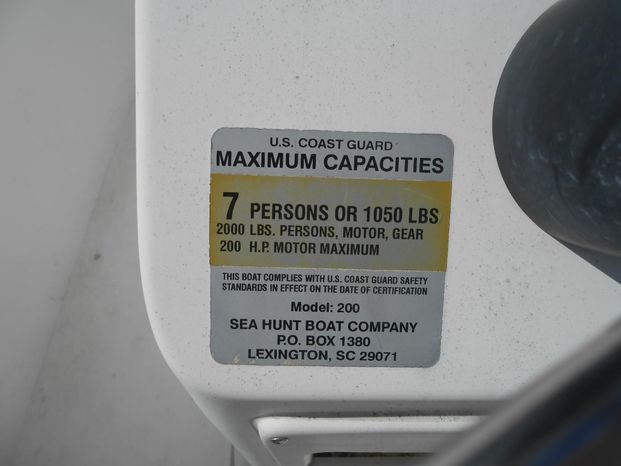 U.S. COAST GUARD
MAXIMUM CAPACITIES
7 PERSONS OR 1050 LBS
2000 LBS. PERSONS, MOTOR, GEAR
200 H.P. MOTOR MAXIMUM
THIS BOAT COMPLIES WITH U.S. COAST GUARD SAFETY
STANDARDS IN EFFECT ON THE DATE OF CERTIFICATION
Model: 200
SEA HUNT BOAT COMPANY
P.O. BOX 1380
LEXINGTON, SC 29071